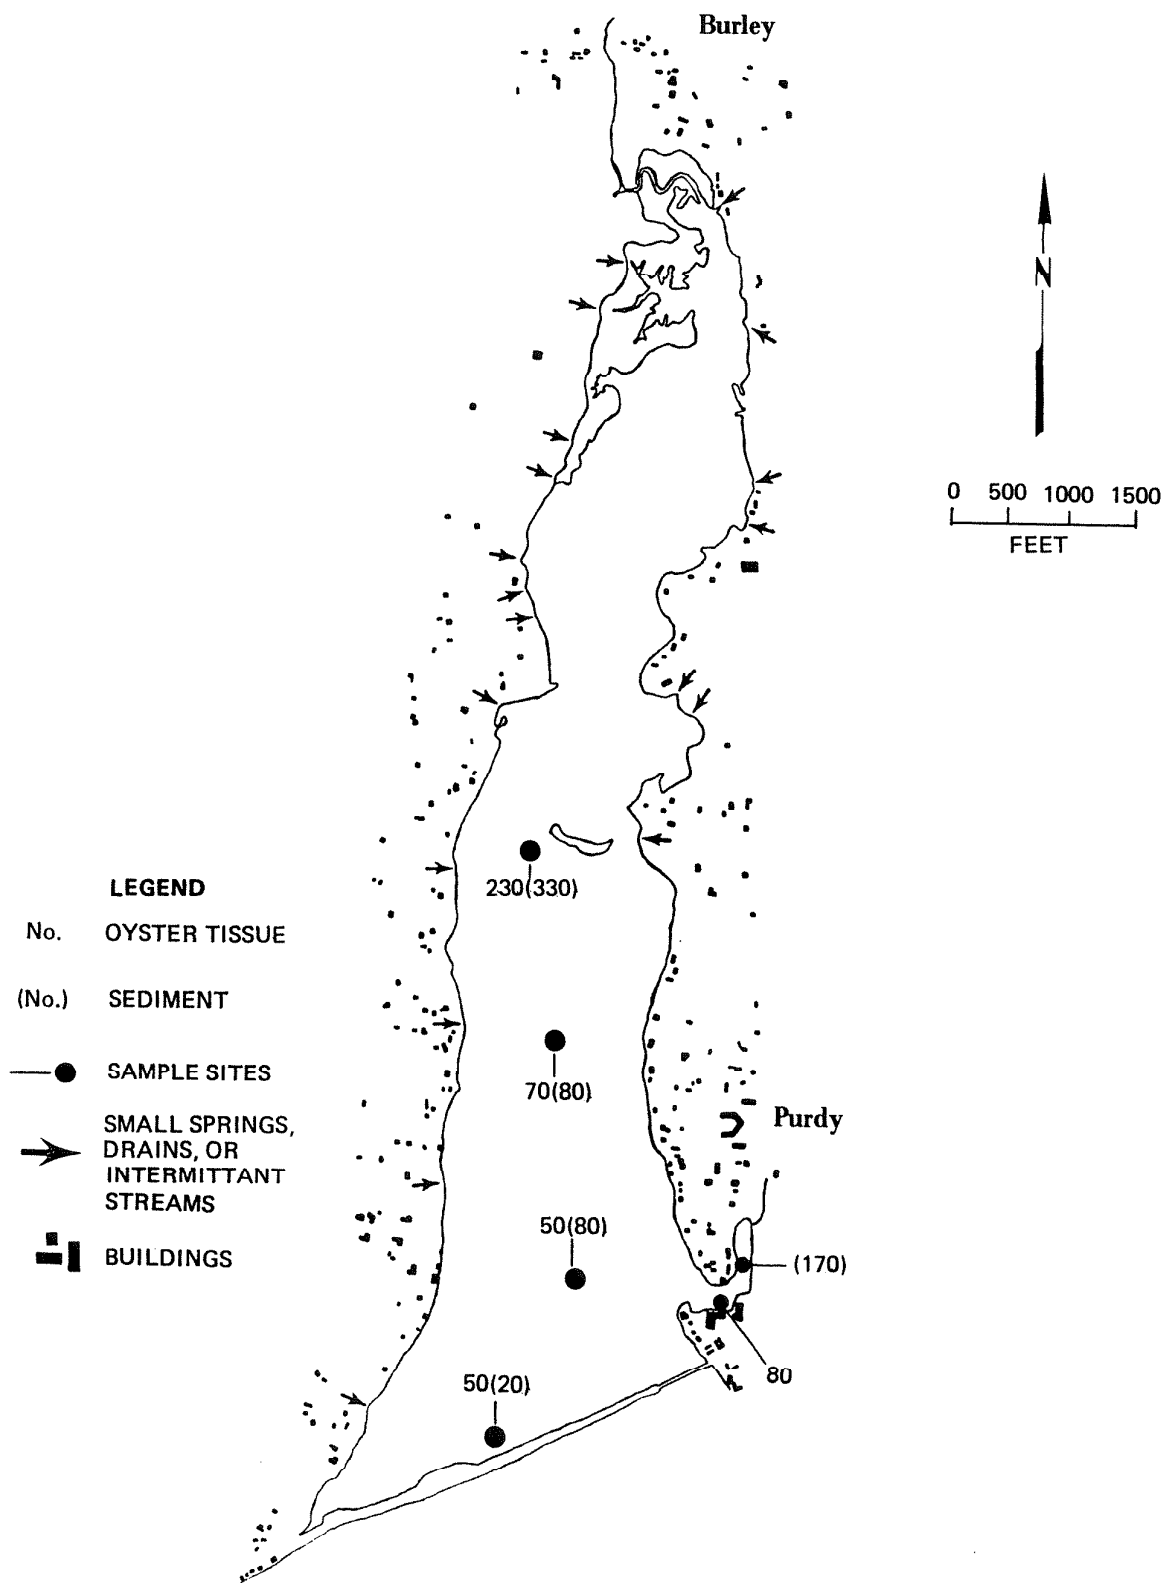 Burley
N
0 500 1000 1500
FEET
230(330)
LEGEND
No. OYSTER TISSUE
(No.) SEDIMENT
SAMPLE SITES
SMALL SPRINGS,
DRAINS, OR
INTERMITTANT
STREAMS
BUILDINGS
70(80)
Purdy
50(80)
(170)
80
50(20)